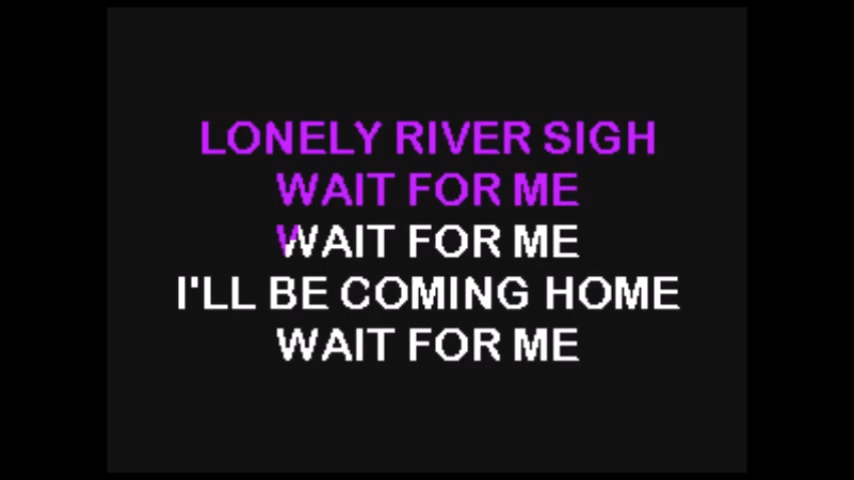 LONELY RIVER SIGH
WAIT FOR ME
WAIT FOR ME
I'LL BE COMING HOME
WAIT FOR ME